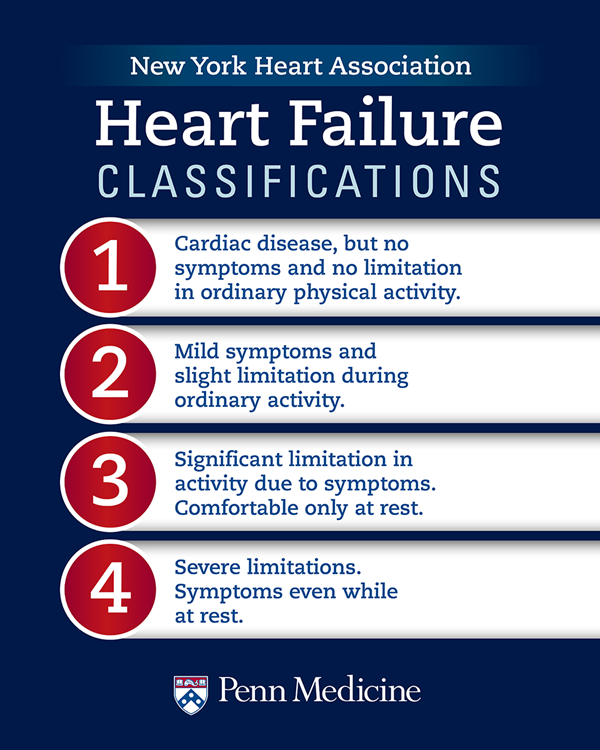 New York Heart Association
Heart Failure
CLASSIFICATIONS
1
Cardiac disease, but no
symptoms and no limitation
in ordinary physical activity.
2
Mild symptoms and
slight limitation during
ordinary activity.
3
Significant limitation in
activity due to symptoms.
Comfortable only at rest.
4
Severe limitations.
Symptoms even while
at rest.
Penn Medicine